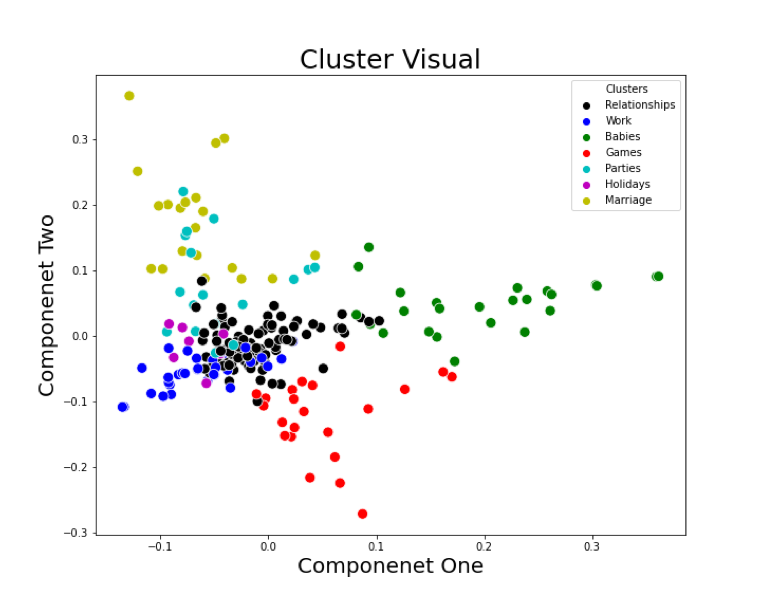 Cluster Visual
Clusters
Relationships
Work
Babies
Games
Parties
Holidays
Marriage
Componenet Two
0.3
0.2
0.1
0.0
−0.1
−0.2
−0.3
−0.1
0.0
0.1
0.2
0.3
Componenet One